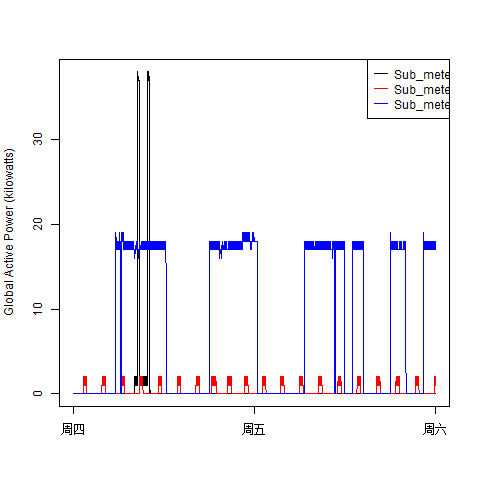 Global Active Power (kilowatts)
30
20
10
0
周四
周五
周六
Sub_mete
Sub_mete
Sub_mete